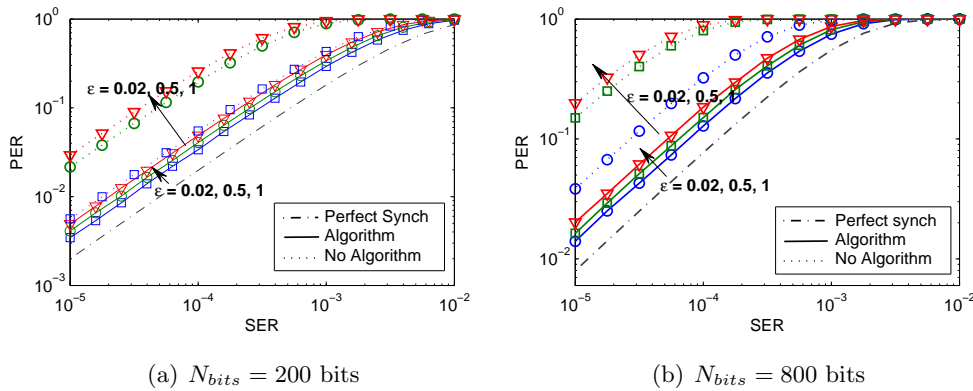 10⁰
10⁻¹
10⁻²
10⁻³
PER
ε = 0.02, 0.5, 1
ε = 0.02, 0.5, 1
Perfect Synch
Algorithm
No Algorithm
10⁻⁵ 10⁻⁴ 10⁻³ 10⁻²
SER
(a) N_bits = 200 bits
10⁰
10⁻¹
10⁻²
PER
ε = 0.02, 0.5, 1
ε = 0.02, 0.5, 1
Perfect synch
Algorithm
No Algorithm
10⁻⁵ 10⁻⁴ 10⁻³ 10⁻²
SER
(b) N_bits = 800 bits